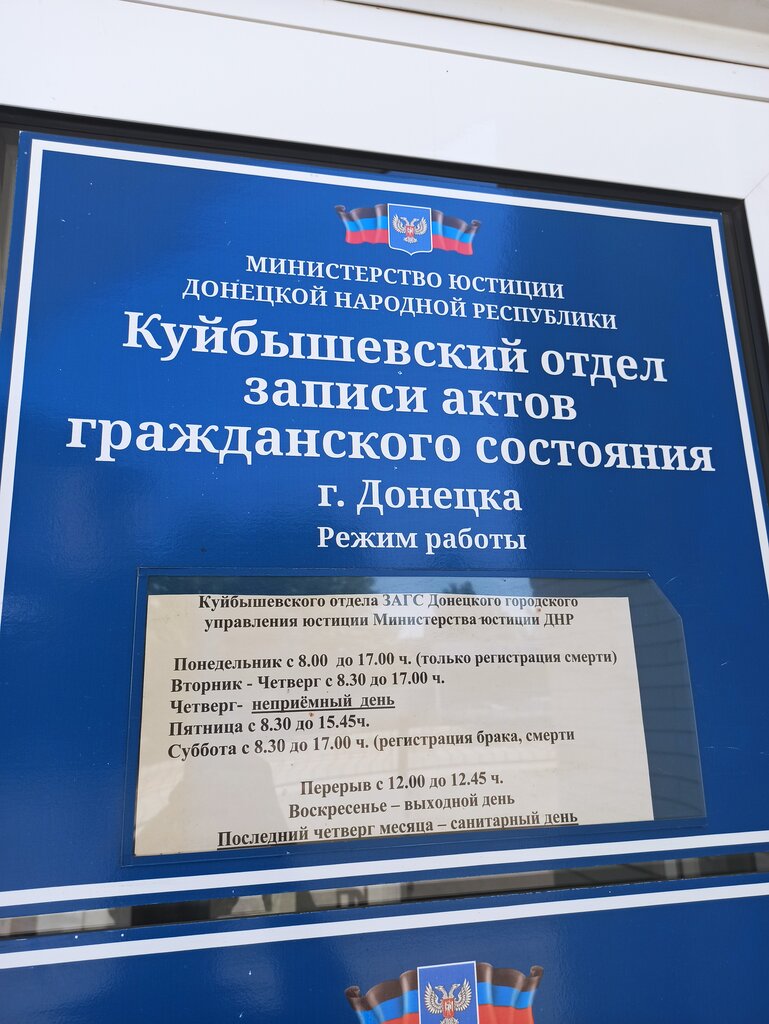 МИНИСТЕРСТВО ЮСТИЦИИ
ДОНЕЦКОЙ НАРОДНОЙ РЕСПУБЛИКИ
Куйбышевский отдел
записи актов
гражданского состояния
г. Донецка
Режим работы
Куйбышевского отдела ЗАГС Донецкого городского
управления юстиции Министерства юстиции ДНР
Понедельник с 8.00 до 17.00 ч. (только регистрация смерти)
Вторник - Четверг с 8.30 до 17.00 ч.
Четверг- неприёмный день
Пятница с 8.30 до 15.45ч.
Суббота с 8.30 до 17.00 ч. (регистрация брака, смерти
Перерыв с 12.00 до 12.45 ч.
Воскресенье – выходной день
Последний четверг месяца – санитарный день